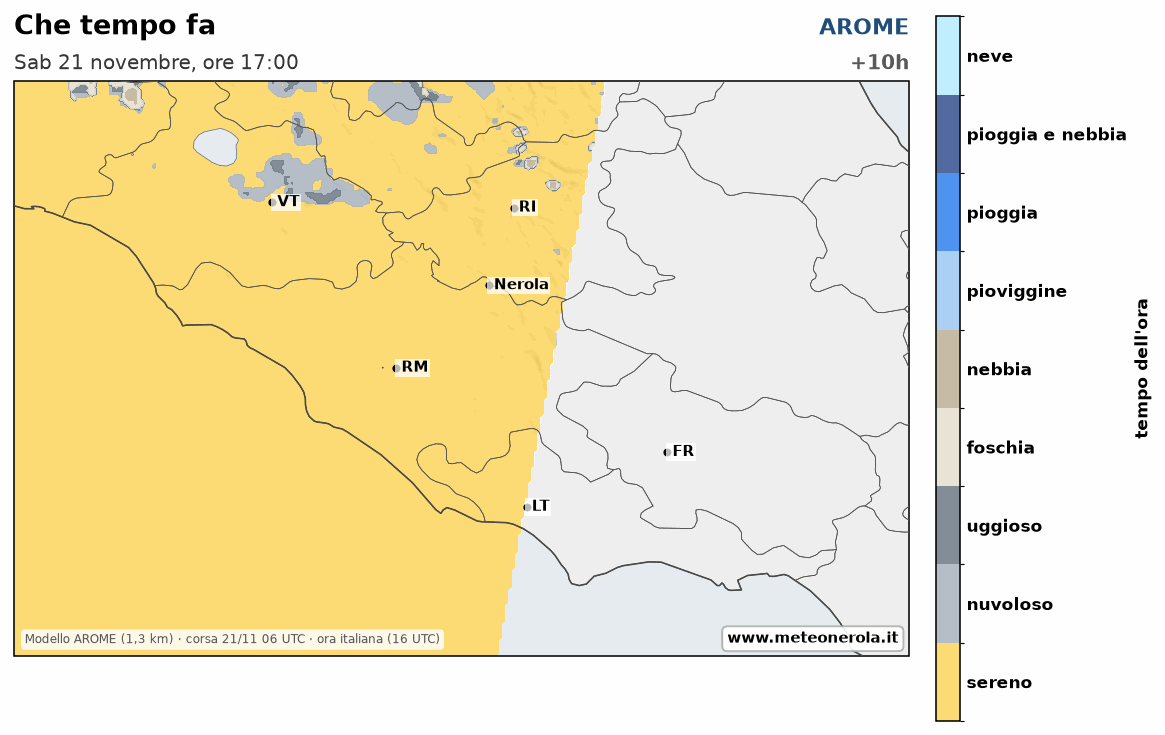 Che tempo fa
AROME
Sab 21 novembre, ore 17:00
+10h
VT
RI
Nerola
RM
FR
LT
Modello AROME (1,3 km) · corsa 21/11 06 UTC · ora italiana (16 UTC)
www.meteonerola.it
neve
pioggia e nebbia
pioggia
pioviggine
nebbia
foschia
uggioso
nuvoloso
sereno
tempo dell'ora